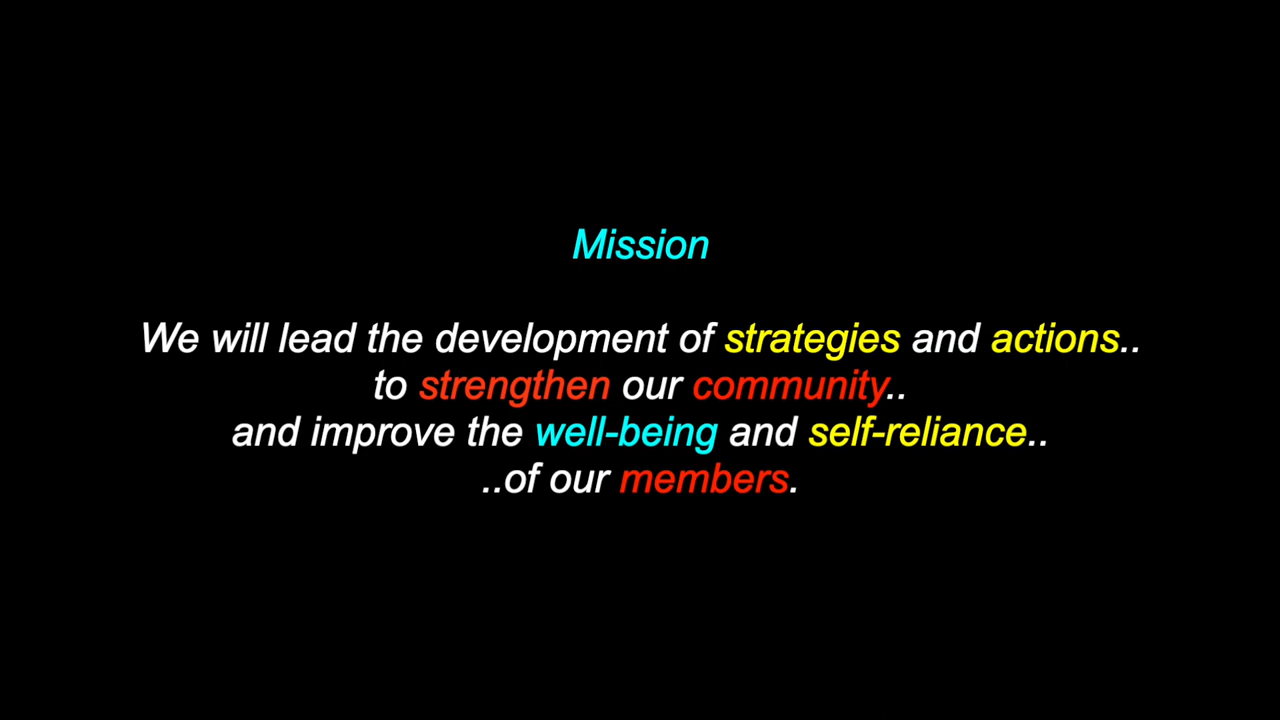 Mission
We will lead the development of strategies and actions..
to strengthen our community..
and improve the well-being and self-reliance..
..of our members.